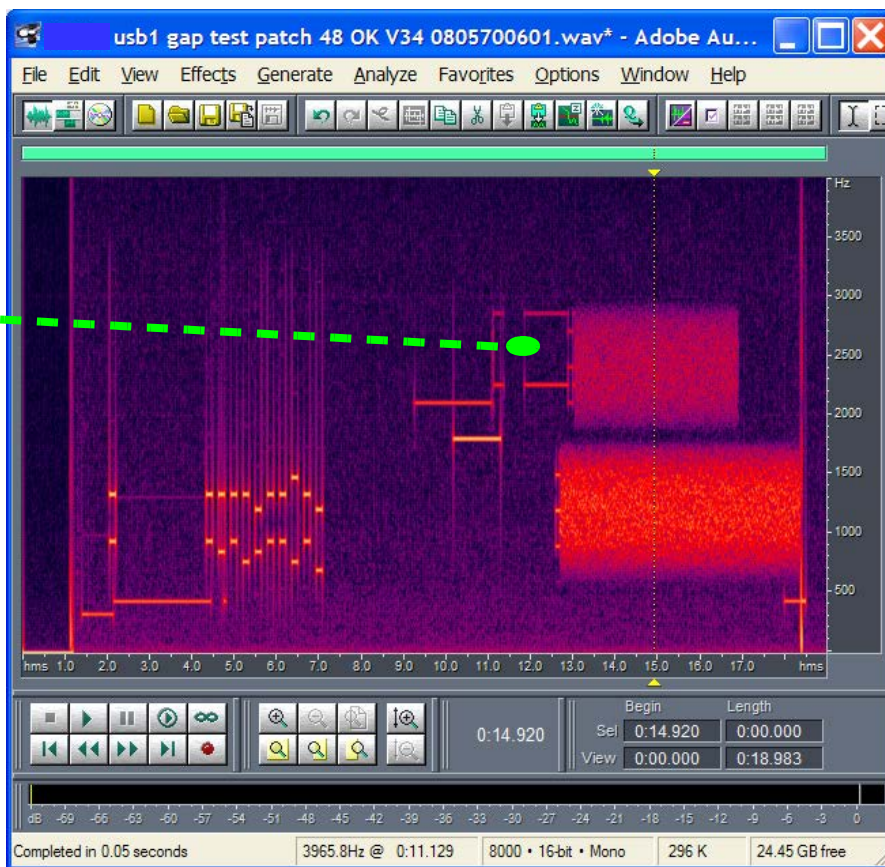 usb1 gap test patch 48 OK V34 0805700601.wav* - Adobe Au...
File Edit View Effects Generate Analyze Favorites Options Window Help
Hz
3500
3000
2500
2000
1500
1000
500
hms 1.0 2.0 3.0 4.0 5.0 6.0 7.0 9.0 10.0 11.0 12.0 13.0 14.0 15.0 16.0 17.0 hms
Begin Length
0:14.920 Sel 0:14.920 0:00.000
View 0:00.000 0:18.983
dB -69 -66 -63 -60 -57 -54 -51 -48 -45 -42 -39 -36 -33 -30 -27 -24 -21 -18 -15 -12 -9 -6 -3 0
Completed in 0.05 seconds 3965.8Hz @ 0:11.129 8000 • 16-bit • Mono 296 K 24.45 GB free